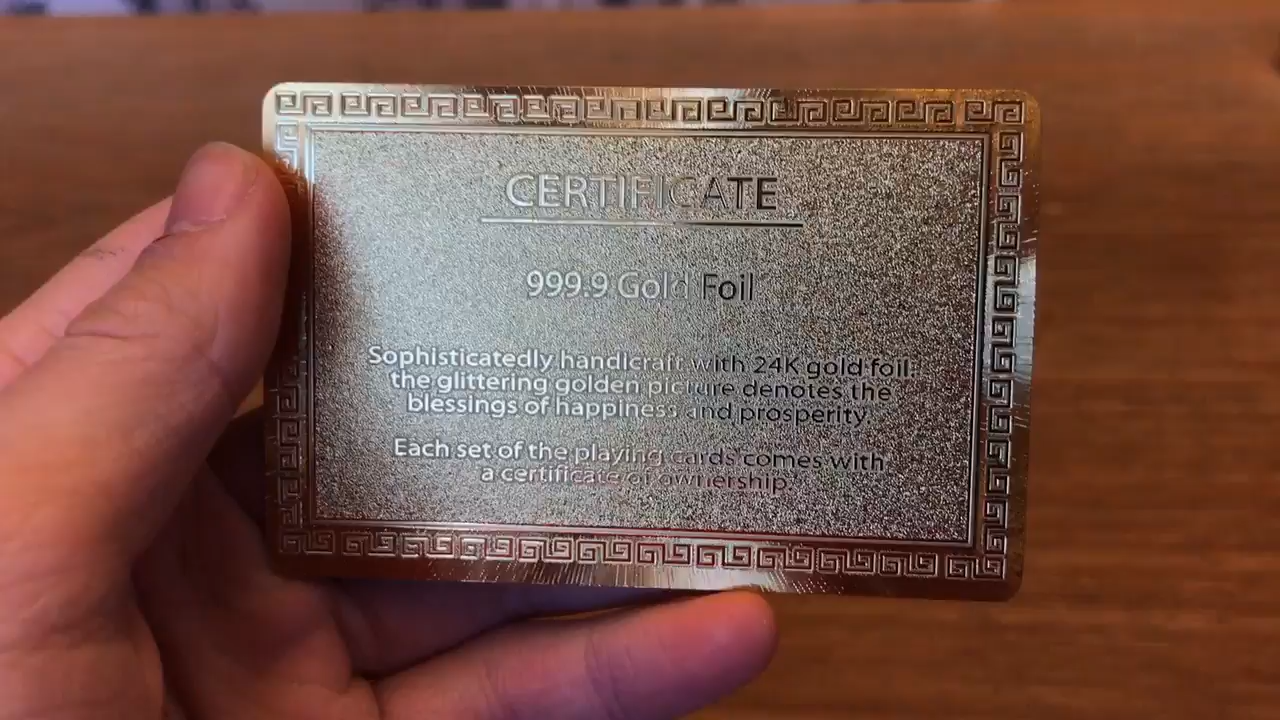 CERTIFICATE
999.9 Gold Foil
Sophisticatedly handicraft with 24K gold foil:
the glittering golden picture denotes the
blessings of happiness and prosperity.
Each set of the playing cards comes with
a certificate of ownership.